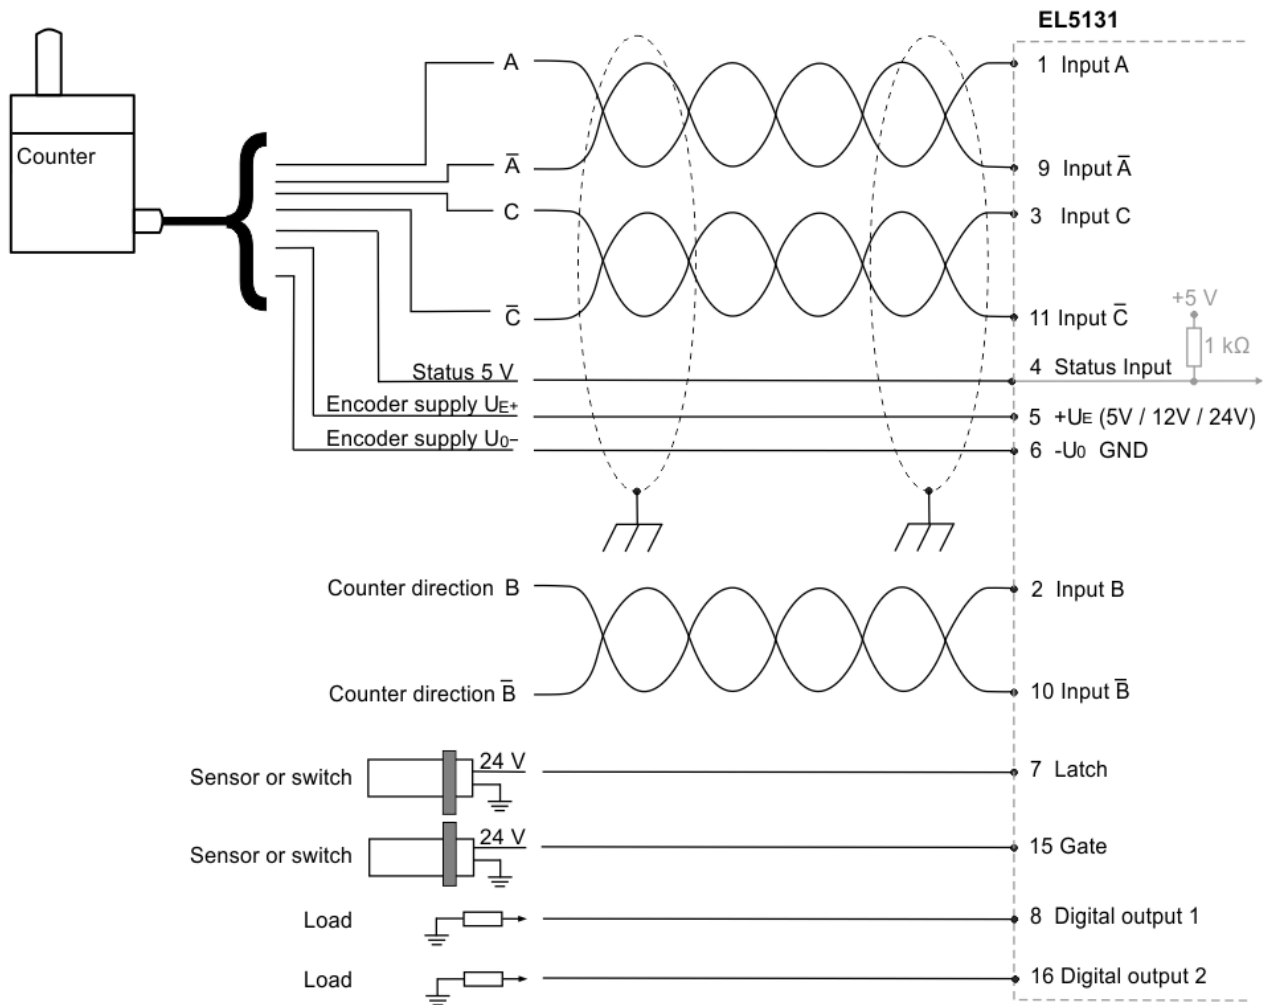 EL5131
A
1 Input A
Counter
A̅
9 Input A̅
C
3 Input C
+5 V
C̅
11 Input C̅
1 kΩ
Status 5 V
4 Status Input
Encoder supply UE+
5 +UE (5V / 12V / 24V)
Encoder supply U0–
6 -U0 GND
Counter direction B
2 Input B
Counter direction B̅
10 Input B̅
Sensor or switch
24 V
7 Latch
Sensor or switch
24 V
15 Gate
Load
8 Digital output 1
Load
16 Digital output 2